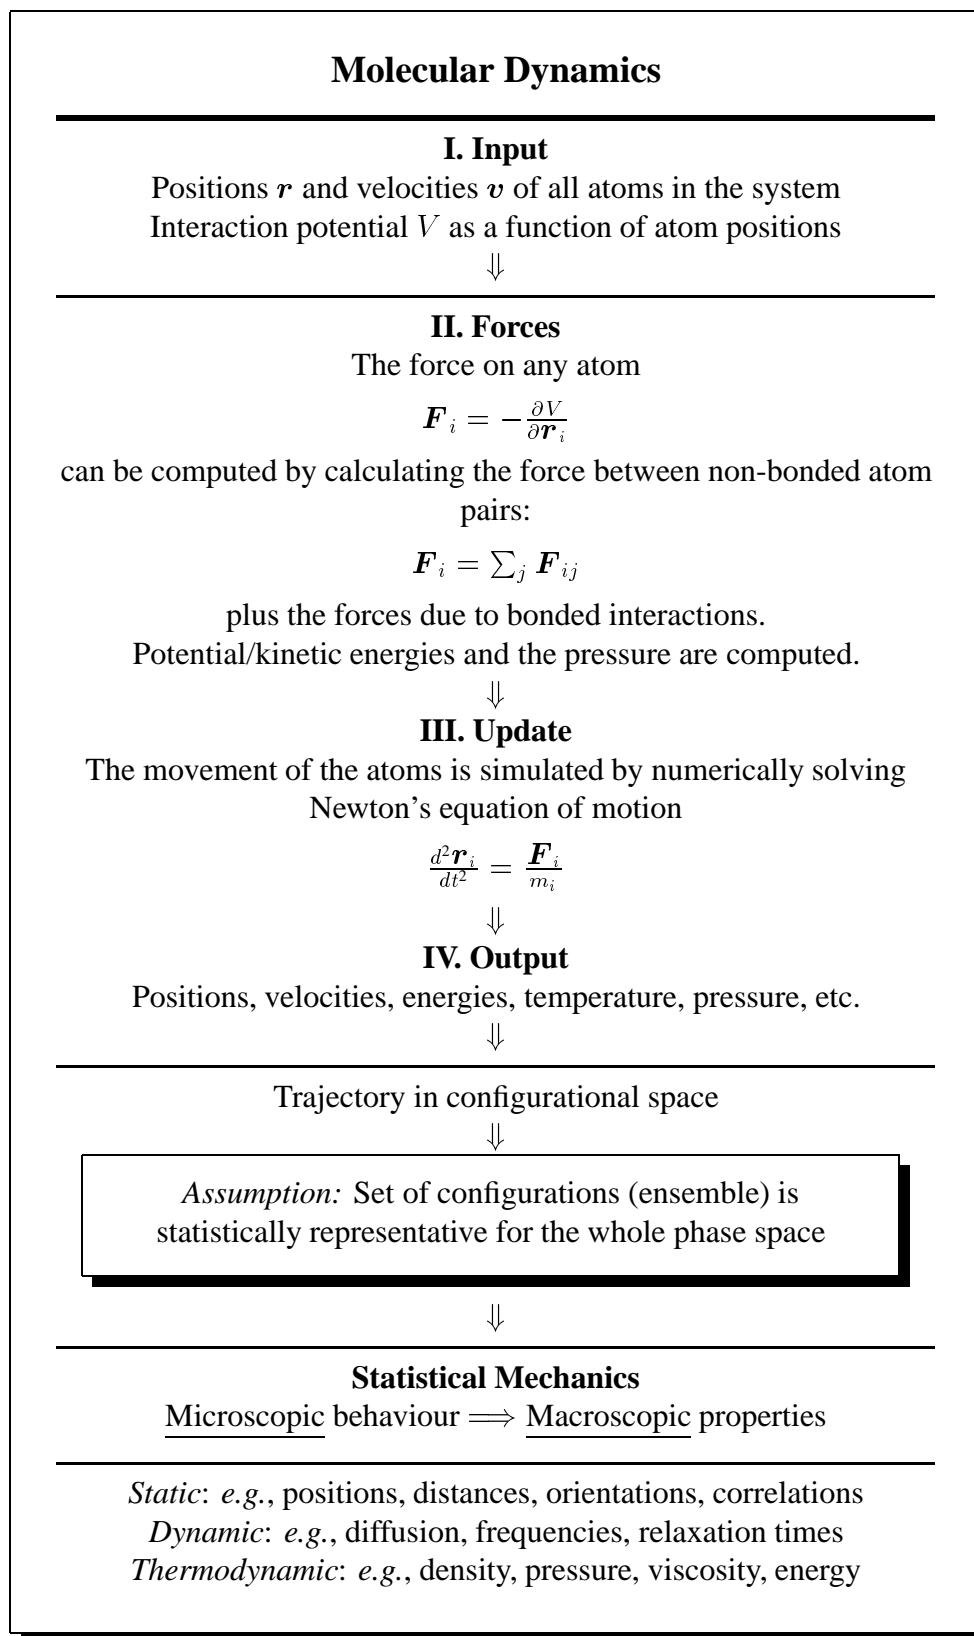 Molecular Dynamics
I. Input
Positions r and velocities v of all atoms in the system
Interaction potential V as a function of atom positions
⇓
II. Forces
The force on any atom
F_i = −∂V/∂r_i
can be computed by calculating the force between non-bonded atom
pairs:
F_i = ∑_j F_ij
plus the forces due to bonded interactions.
Potential/kinetic energies and the pressure are computed.
⇓
III. Update
The movement of the atoms is simulated by numerically solving
Newton's equation of motion
d²r_i/dt² = F_i/m_i
⇓
IV. Output
Positions, velocities, energies, temperature, pressure, etc.
⇓
Trajectory in configurational space
⇓
Assumption: Set of configurations (ensemble) is
statistically representative for the whole phase space
⇓
Statistical Mechanics
Microscopic behaviour ⟹ Macroscopic properties
Static: e.g., positions, distances, orientations, correlations
Dynamic: e.g., diffusion, frequencies, relaxation times
Thermodynamic: e.g., density, pressure, viscosity, energy